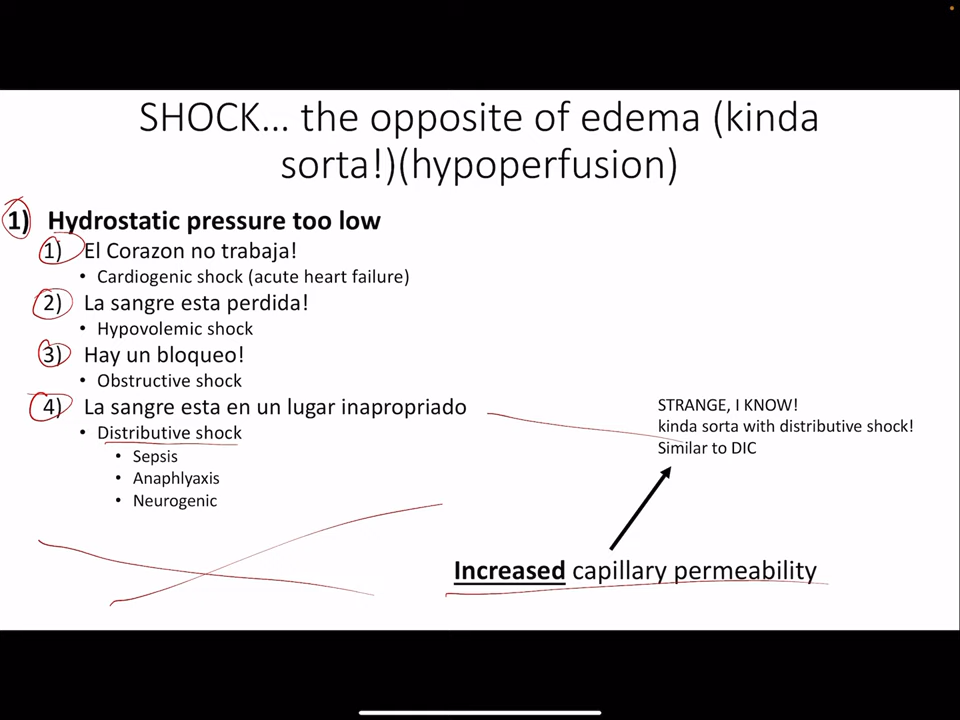 SHOCK... the opposite of edema (kinda
sorta!)(hypoperfusion)
1) Hydrostatic pressure too low
1) El Corazon no trabaja!
• Cardiogenic shock (acute heart failure)
2) La sangre esta perdida!
• Hypovolemic shock
3) Hay un bloqueo!
• Obstructive shock
4) La sangre esta en un lugar inapropriado
• Distributive shock
• Sepsis
• Anaphlyaxis
• Neurogenic
STRANGE, I KNOW!
kinda sorta with distributive shock!
Similar to DIC
Increased capillary permeability